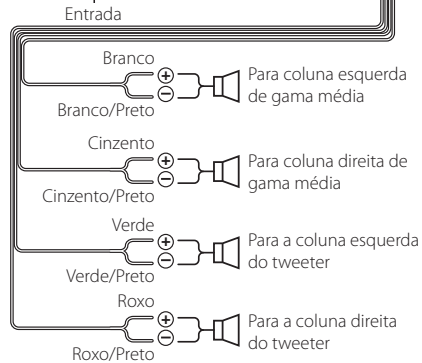 Entrada
Branco
Para coluna esquerda
de gama média
Branco/Preto
Cinzento
Para coluna direita de
gama média
Cinzento/Preto
Verde
Para a coluna esquerda
do tweeter
Verde/Preto
Roxo
Para a coluna direita
do tweeter
Roxo/Preto